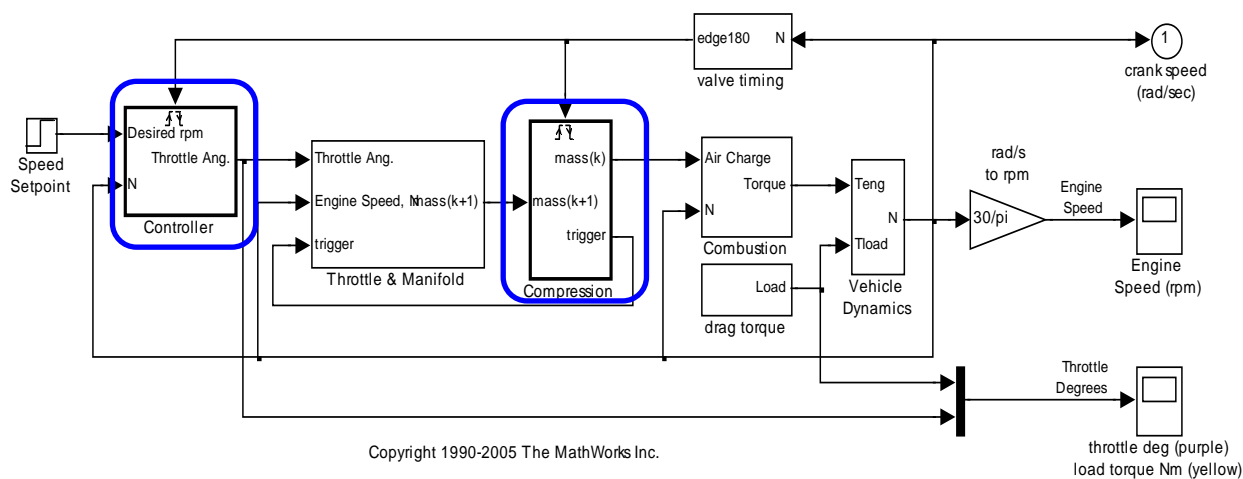 edge180 N
valve timing
1
crank speed
(rad/sec)
Desired rpm
Throttle Ang.
N
Controller
Speed
Setpoint
Throttle Ang.
Engine Speed, N
mass(k+1)
trigger
Throttle & Manifold
mass(k)
mass(k+1)
trigger
Compression
Air Charge
Torque
N
Combustion
Load
drag torque
Teng
N
Tload
Vehicle
Dynamics
rad/s
to rpm
30/pi
Engine
Speed
Engine
Speed (rpm)
Throttle
Degrees
throttle deg (purple)
load torque Nm (yellow)
Copyright 1990-2005 The MathWorks Inc.